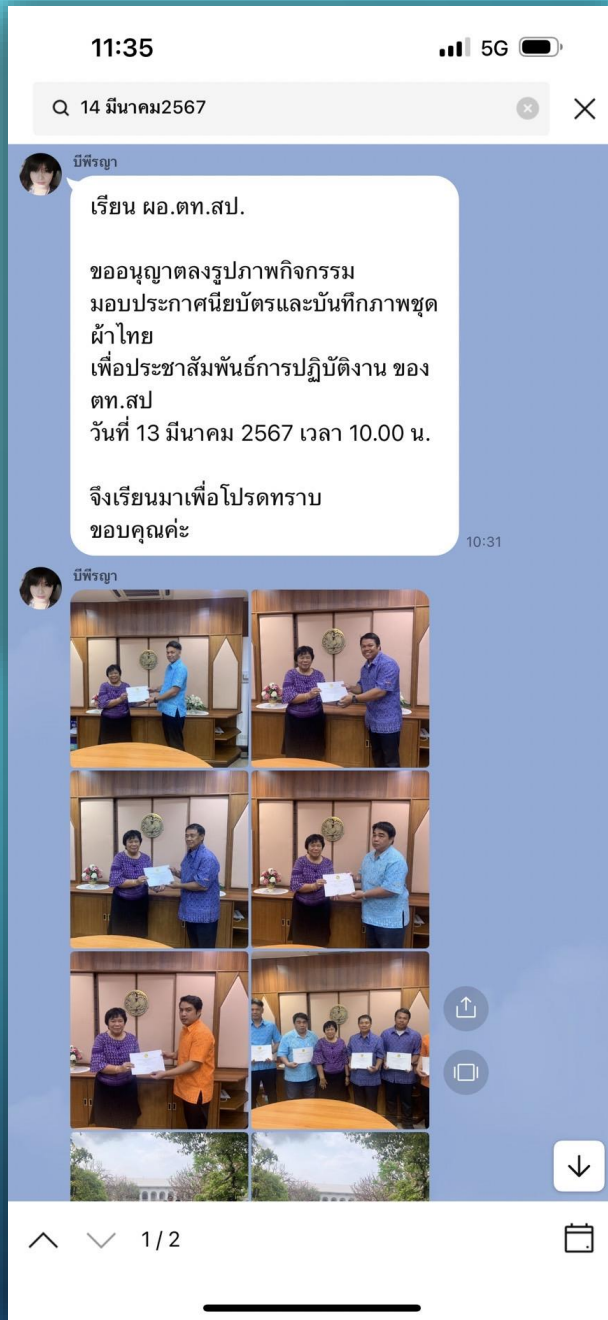 11:35
5G
14 มีนาคม2567
บีพีรญา
เรียน ผอ.ตท.สป.
ขออนุญาตลงรูปภาพกิจกรรม
มอบประกาศนียบัตรและบันทึกภาพชุด
ผ้าไทย
เพื่อประชาสัมพันธ์การปฏิบัติงาน ของ
ตท.สป
วันที่ 13 มีนาคม 2567 เวลา 10.00 น.
จึงเรียนมาเพื่อโปรดทราบ
ขอบคุณค่ะ
10:31
บีพีรญา
1/2